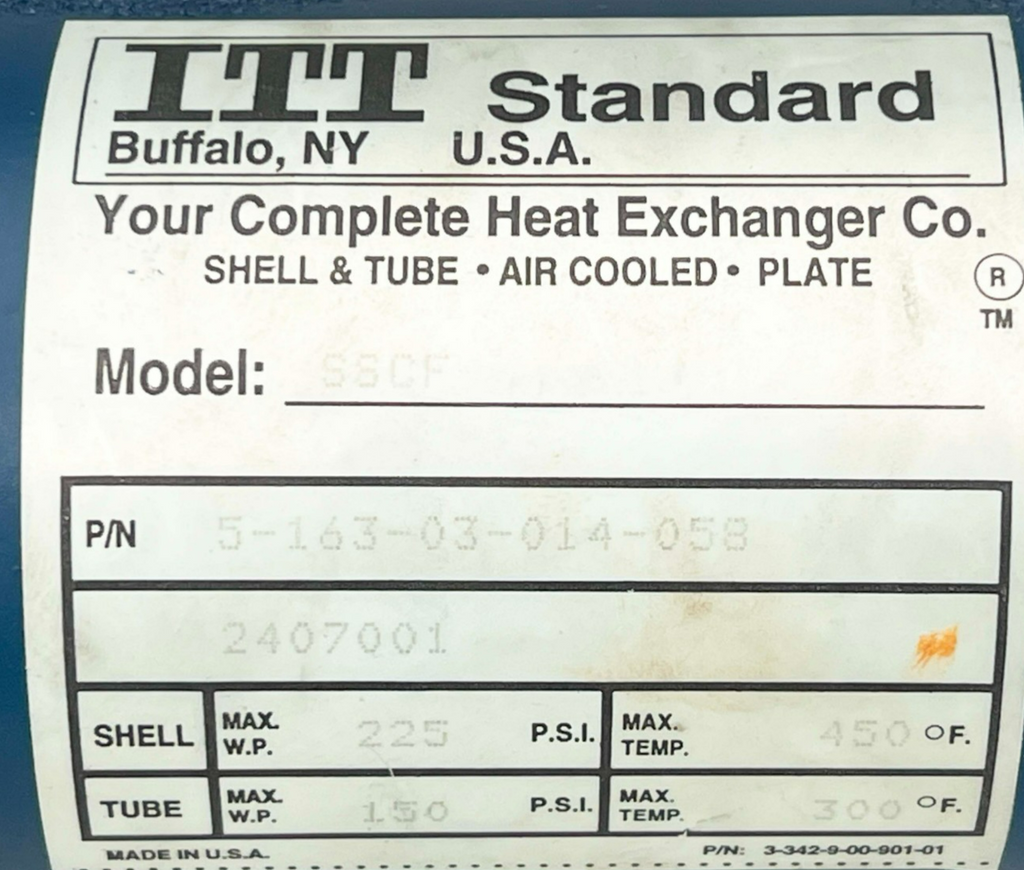 ITT Standard
Buffalo, NY U.S.A.
Your Complete Heat Exchanger Co.
SHELL & TUBE • AIR COOLED • PLATE ®
TM
Model: SSCF
P/N 5-163-03-014-058
2407001
SHELL MAX. W.P. 225 P.S.I. MAX. TEMP. 450 °F.
TUBE MAX. W.P. 150 P.S.I. MAX. TEMP. 300 °F.
MADE IN U.S.A. P/N: 3-342-9-00-901-01